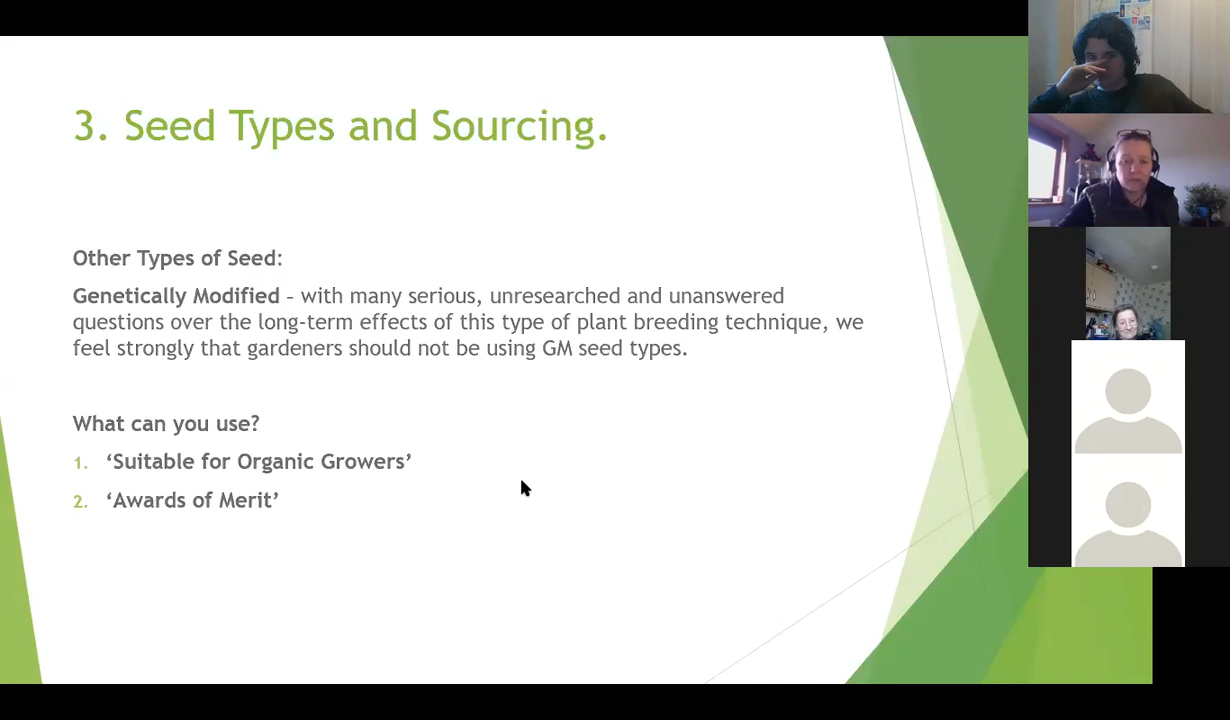 3. Seed Types and Sourcing.
Other Types of Seed:
Genetically Modified – with many serious, unresearched and unanswered
questions over the long-term effects of this type of plant breeding technique, we
feel strongly that gardeners should not be using GM seed types.
What can you use?
1. ‘Suitable for Organic Growers’
2. ‘Awards of Merit’